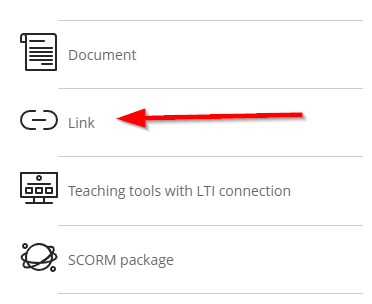 Document
Link
Teaching tools with LTI connection
SCORM package